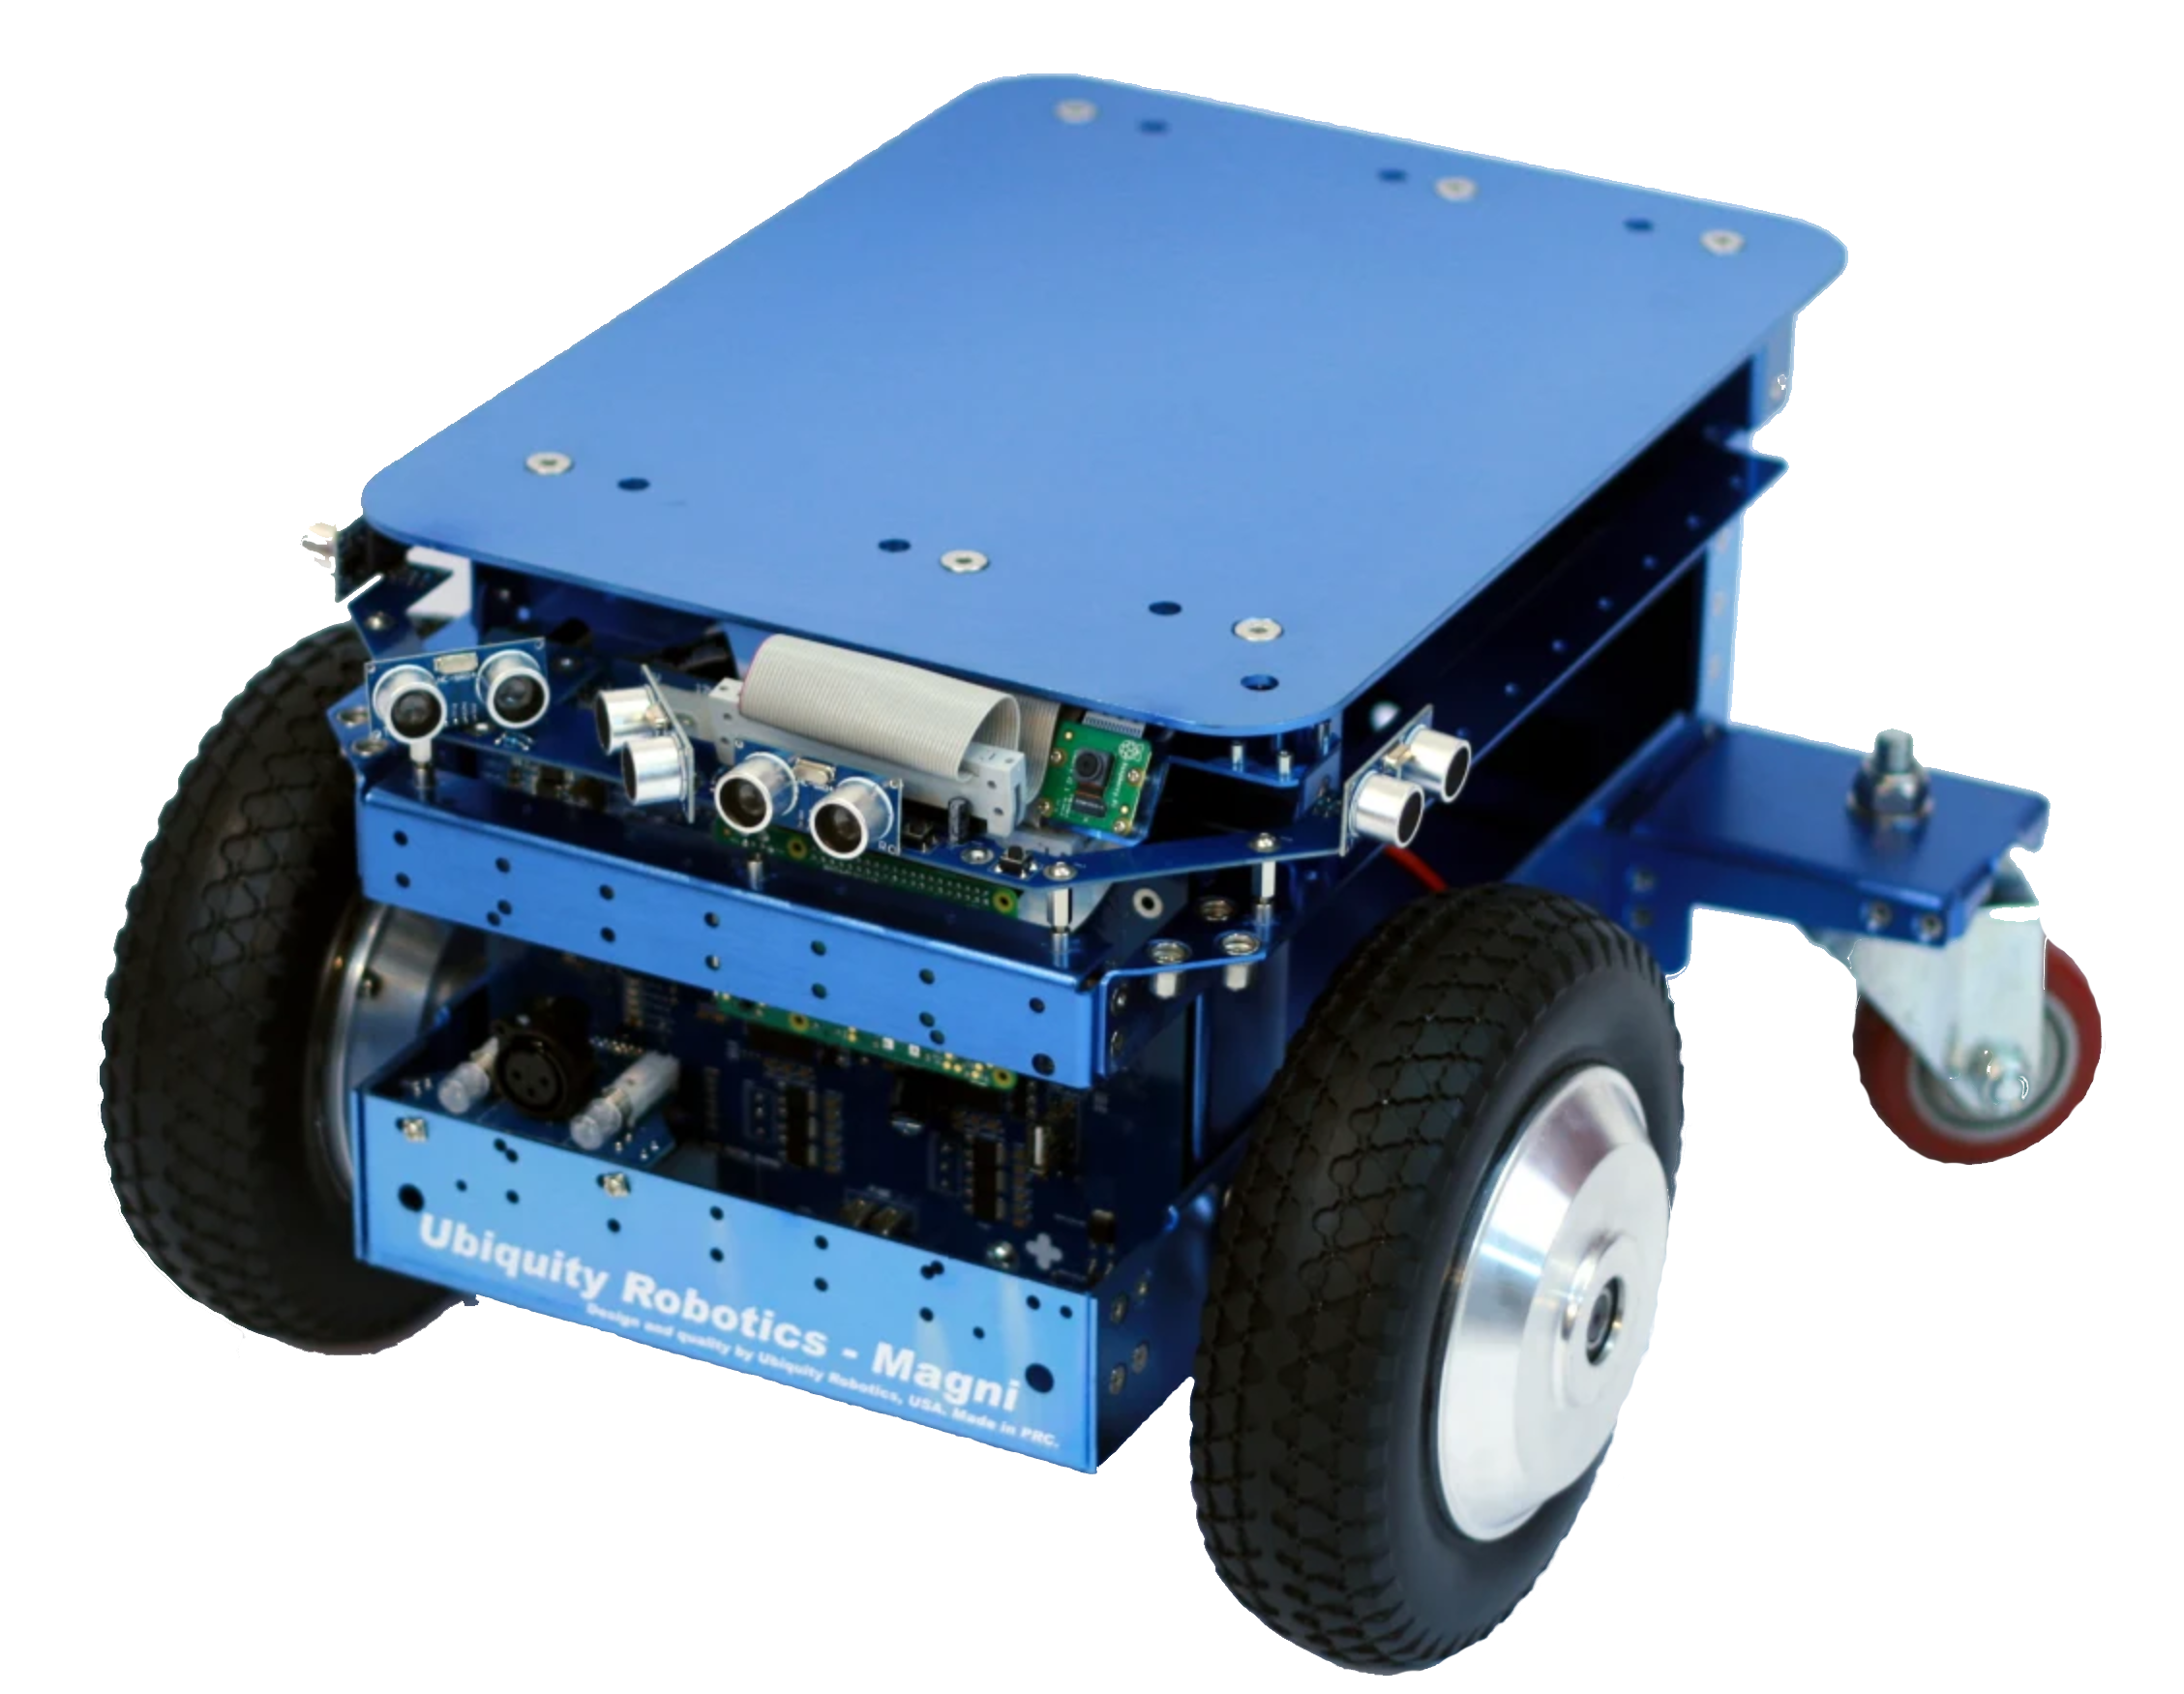 Ubiquity Robotics - Magni
Design and quality by Ubiquity Robotics, USA. Made in PRC.